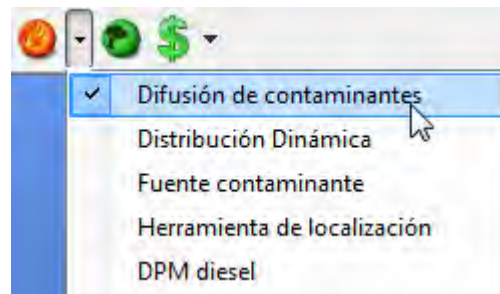 Difusión de contaminantes
Distribución Dinámica
Fuente contaminante
Herramienta de localización
DPM diesel